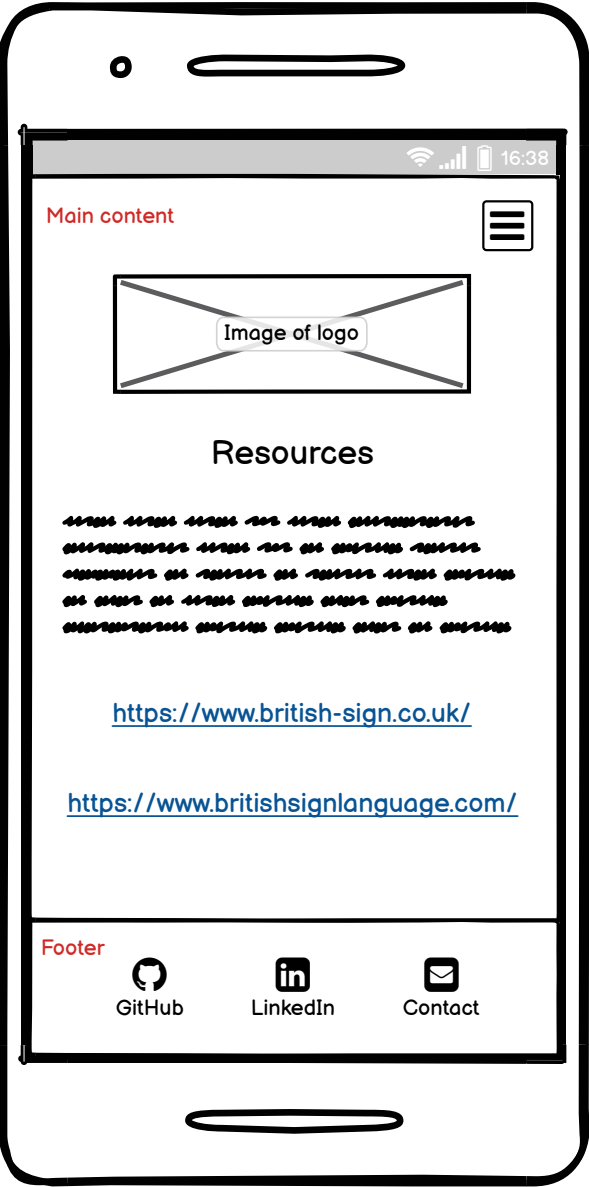 16:38
Main content
Image of logo
Resources
https://www.british-sign.co.uk/
https://www.britishsignlanguage.com/
Footer
GitHub LinkedIn Contact